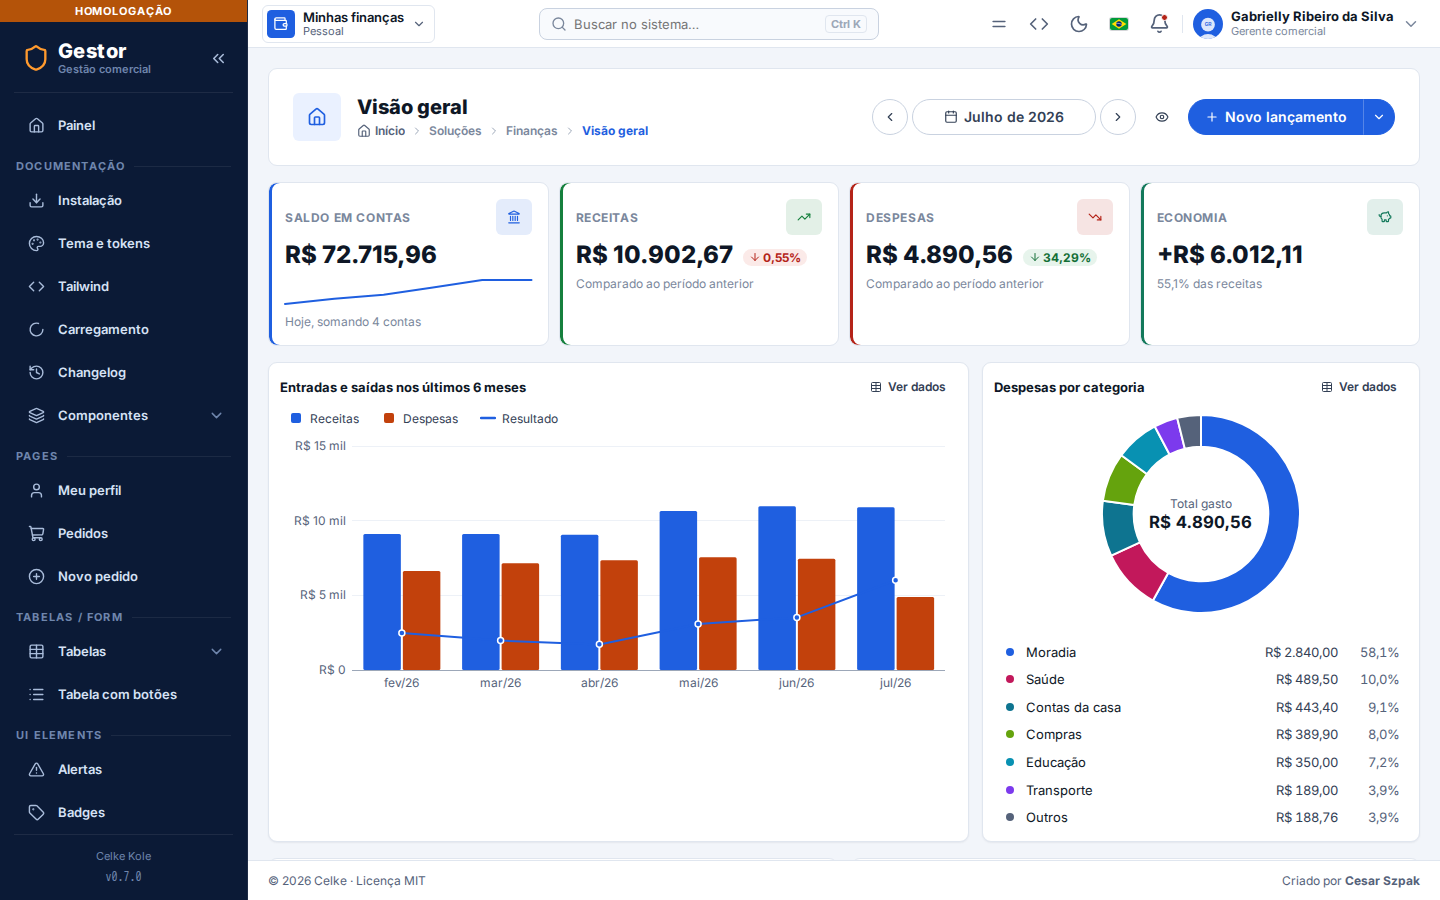 HOMOLOGAÇÃO
Gestor
Gestão comercial
Painel
DOCUMENTAÇÃO
Instalação
Tema e tokens
Tailwind
Carregamento
Changelog
Componentes
PAGES
Meu perfil
Pedidos
Novo pedido
TABELAS / FORM
Tabelas
Tabela com botões
UI ELEMENTS
Alertas
Badges
Celke Kole
v0.7.0
Minhas finanças
Pessoal
Buscar no sistema...
Ctrl K
Gabrielly Ribeiro da Silva
Gerente comercial
Visão geral
Início
Soluções
Finanças
Visão geral
Julho de 2026
Novo lançamento
SALDO EM CONTAS
R$ 72.715,96
Hoje, somando 4 contas
RECEITAS
R$ 10.902,67
0,55%
Comparado ao período anterior
DESPESAS
R$ 4.890,56
34,29%
Comparado ao período anterior
ECONOMIA
+R$ 6.012,11
55,1% das receitas
Entradas e saídas nos últimos 6 meses
Ver dados
Receitas
Despesas
Resultado
R$ 15 mil
R$ 10 mil
R$ 5 mil
R$ 0
fev/26
mar/26
abr/26
mai/26
jun/26
jul/26
Despesas por categoria
Ver dados
Total gasto
R$ 4.890,56
Moradia R$ 2.840,00 58,1%
Saúde R$ 489,50 10,0%
Contas da casa R$ 443,40 9,1%
Compras R$ 389,90 8,0%
Educação R$ 350,00 7,2%
Transporte R$ 189,00 3,9%
Outros R$ 188,76 3,9%
© 2026 Celke · Licença MIT
Criado por Cesar Szpak